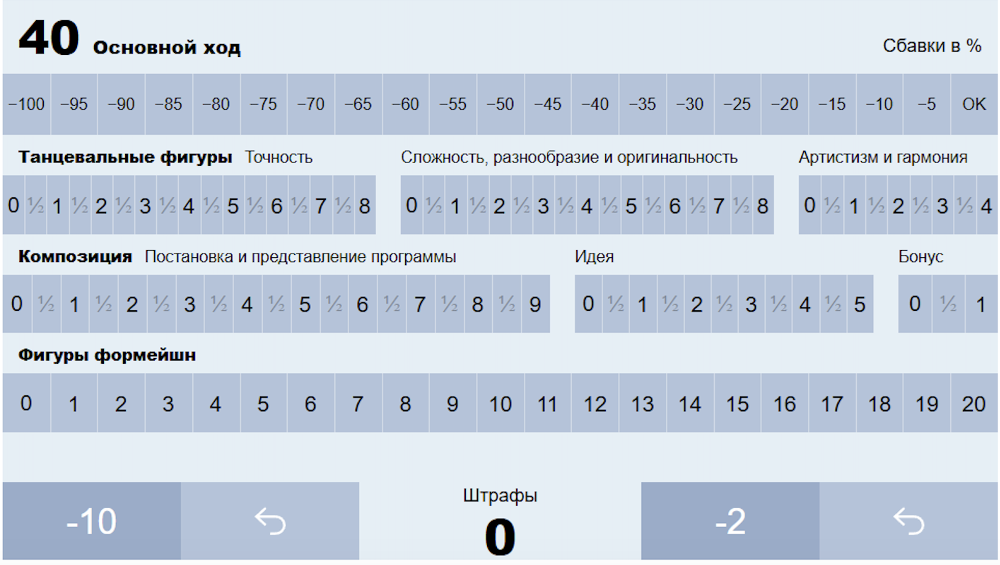 40 Основной ход Сбавки в %
−100 −95 −90 −85 −80 −75 −70 −65 −60 −55 −50 −45 −40 −35 −30 −25 −20 −15 −10 −5 OK
Танцевальные фигуры Точность Сложность, разнообразие и оригинальность Артистизм и гармония
0 ½ 1 ½ 2 ½ 3 ½ 4 ½ 5 ½ 6 ½ 7 ½ 8 0 ½ 1 ½ 2 ½ 3 ½ 4 ½ 5 ½ 6 ½ 7 ½ 8 0 ½ 1 ½ 2 ½ 3 ½ 4
Композиция Постановка и представление программы Идея Бонус
0 ½ 1 ½ 2 ½ 3 ½ 4 ½ 5 ½ 6 ½ 7 ½ 8 ½ 9 0 ½ 1 ½ 2 ½ 3 ½ 4 ½ 5 0 ½ 1
Фигуры формейшн
0 1 2 3 4 5 6 7 8 9 10 11 12 13 14 15 16 17 18 19 20
Штрафы
-10 0 -2